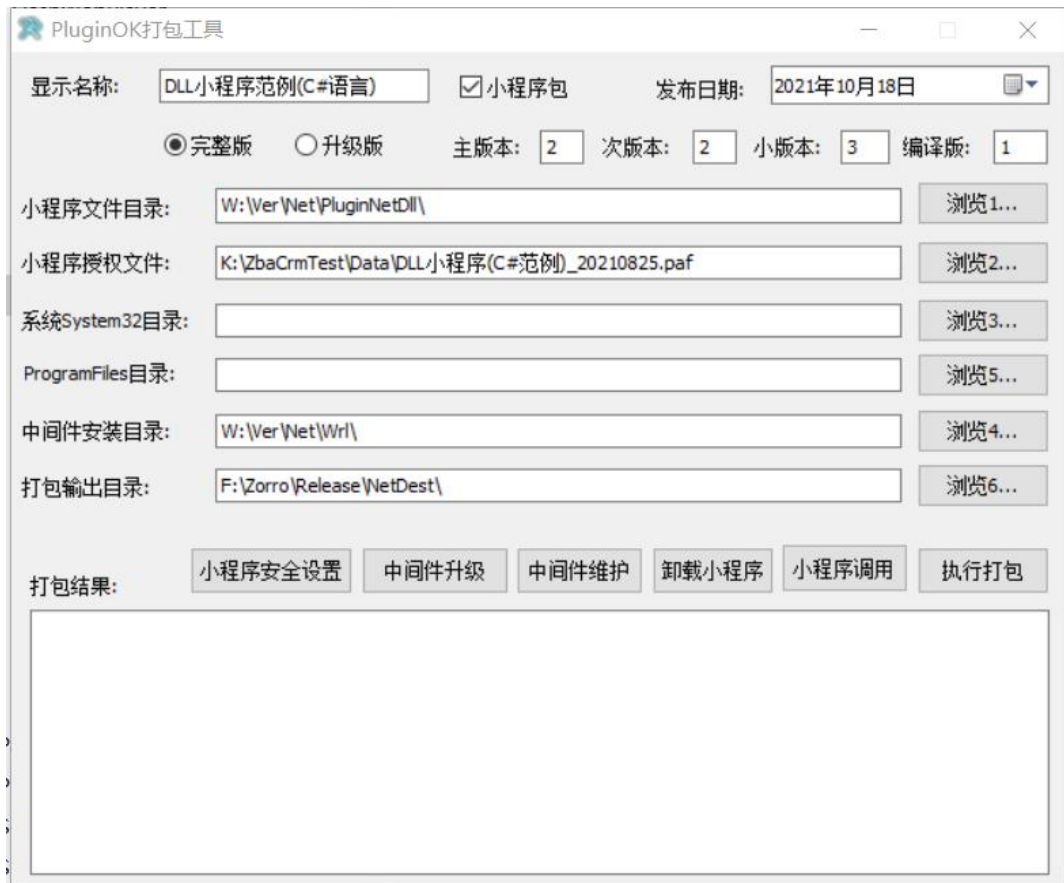 PluginOK打包工具
显示名称: DLL小程序范例(C#语言) 小程序包 发布日期: 2021年10月18日
完整版 升级版 主版本: 2 次版本: 2 小版本: 3 编译版: 1
小程序文件目录: W:\Ver\Net\PluginNetDll\ 浏览1...
小程序授权文件: K:\ZbaCrmTest\Data\DLL小程序(C#范例)_20210825.paf 浏览2...
系统System32目录: 浏览3...
ProgramFiles目录: 浏览5...
中间件安装目录: W:\Ver\Net\Wrl\ 浏览4...
打包输出目录: F:\Zorro\Release\NetDest\ 浏览6...
打包结果: 小程序安全设置 中间件升级 中间件维护 卸载小程序 小程序调用 执行打包